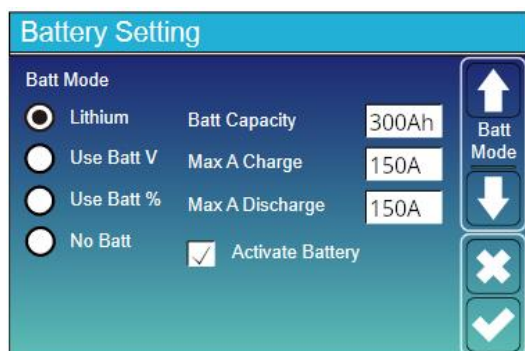 Battery Setting
Batt Mode
Lithium
Use Batt V
Use Batt %
No Batt
Batt Capacity 300Ah
Max A Charge 150A
Max A Discharge 150A
Activate Battery
Batt
Mode